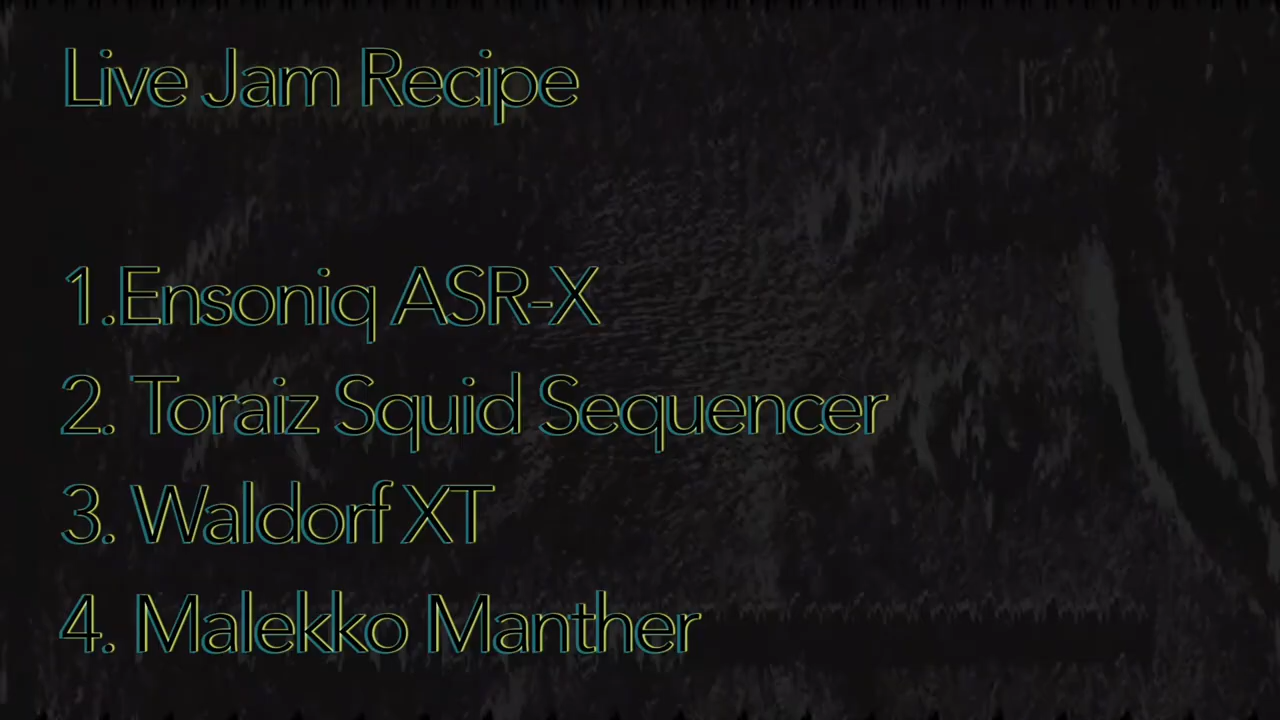 Live Jam Recipe
1.Ensoniq ASR-X
2. Toraiz Squid Sequencer
3. Waldorf XT
4. Malekko Manther